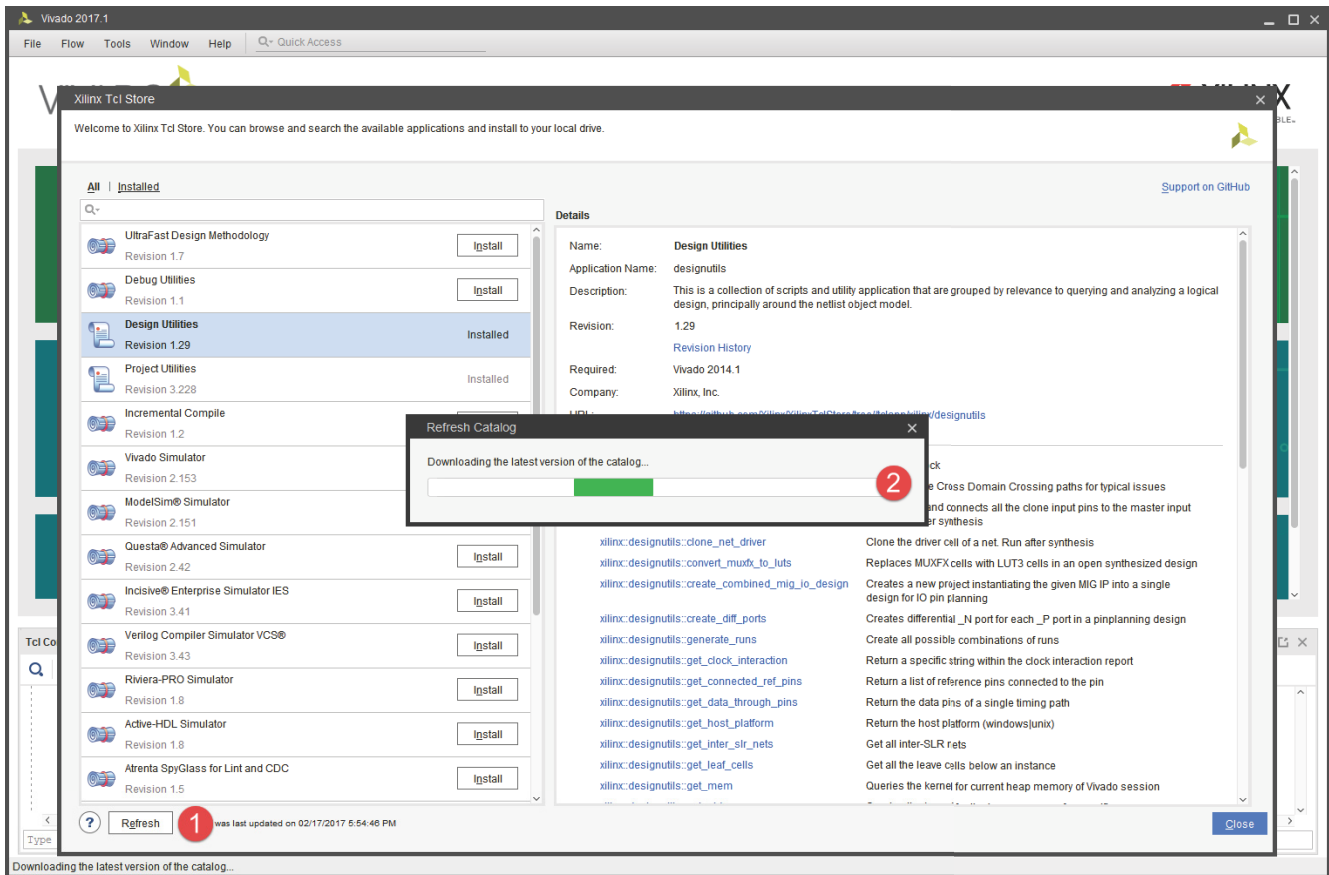 Vivado 2017.1
File Flow Tools Window Help Quick Access
Xilinx Tcl Store
Welcome to Xilinx Tcl Store. You can browse and search the available applications and install to your local drive.
All | Installed
Support on GitHub
UltraFast Design Methodology
Revision 1.7
Install
Debug Utilities
Revision 1.1
Install
Design Utilities
Revision 1.29
Installed
Project Utilities
Revision 3.228
Installed
Incremental Compile
Revision 1.2
Vivado Simulator
Revision 2.153
ModelSim® Simulator
Revision 2.151
Questa® Advanced Simulator
Revision 2.42
Install
Incisive® Enterprise Simulator IES
Revision 3.41
Install
Verilog Compiler Simulator VCS®
Revision 3.43
Install
Riviera-PRO Simulator
Revision 1.8
Install
Active-HDL Simulator
Revision 1.8
Install
Atrenta SpyGlass for Lint and CDC
Revision 1.5
Install
Details
Name: Design Utilities
Application Name: designutils
Description: This is a collection of scripts and utility application that are grouped by relevance to querying and analyzing a logical
design, principally around the netlist object model.
Revision: 1.29
Revision History
Required: Vivado 2014.1
Company: Xilinx, Inc.
URL: https://github.com/Xilinx/XilinxTclStore/tree/tclapp/xilinx/designutils
Refresh Catalog
Downloading the latest version of the catalog...
2
ck
e Cross Domain Crossing paths for typical issues
and connects all the clone input pins to the master input
er synthesis
xilinx::designutils::clone_net_driver Clone the driver cell of a net. Run after synthesis
xilinx::designutils::convert_muxfx_to_luts Replaces MUXFX cells with LUT3 cells in an open synthesized design
xilinx::designutils::create_combined_mig_io_design Creates a new project instantiating the given MIG IP into a single
design for IO pin planning
xilinx::designutils::create_diff_ports Creates differential _N port for each _P port in a pinplanning design
xilinx::designutils::generate_runs Create all possible combinations of runs
xilinx::designutils::get_clock_interaction Return a specific string within the clock interaction report
xilinx::designutils::get_connected_ref_pins Return a list of reference pins connected to the pin
xilinx::designutils::get_data_through_pins Return the data pins of a single timing path
xilinx::designutils::get_host_platform Return the host platform (windows|unix)
xilinx::designutils::get_inter_slr_nets Get all inter-SLR nets
xilinx::designutils::get_leaf_cells Get all the leave cells below an instance
xilinx::designutils::get_mem Queries the kernel for current heap memory of Vivado session
? Refresh 1 was last updated on 02/17/2017 5:54:46 PM
Close
Tcl Co
Type
Downloading the latest version of the catalog...